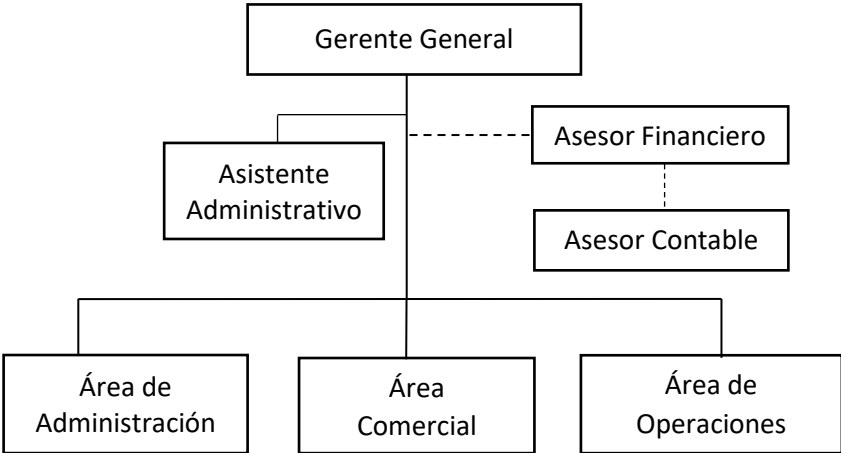 Gerente General
Asesor Financiero
Asistente
Administrativo
Asesor Contable
Área de
Administración
Área
Comercial
Área de
Operaciones